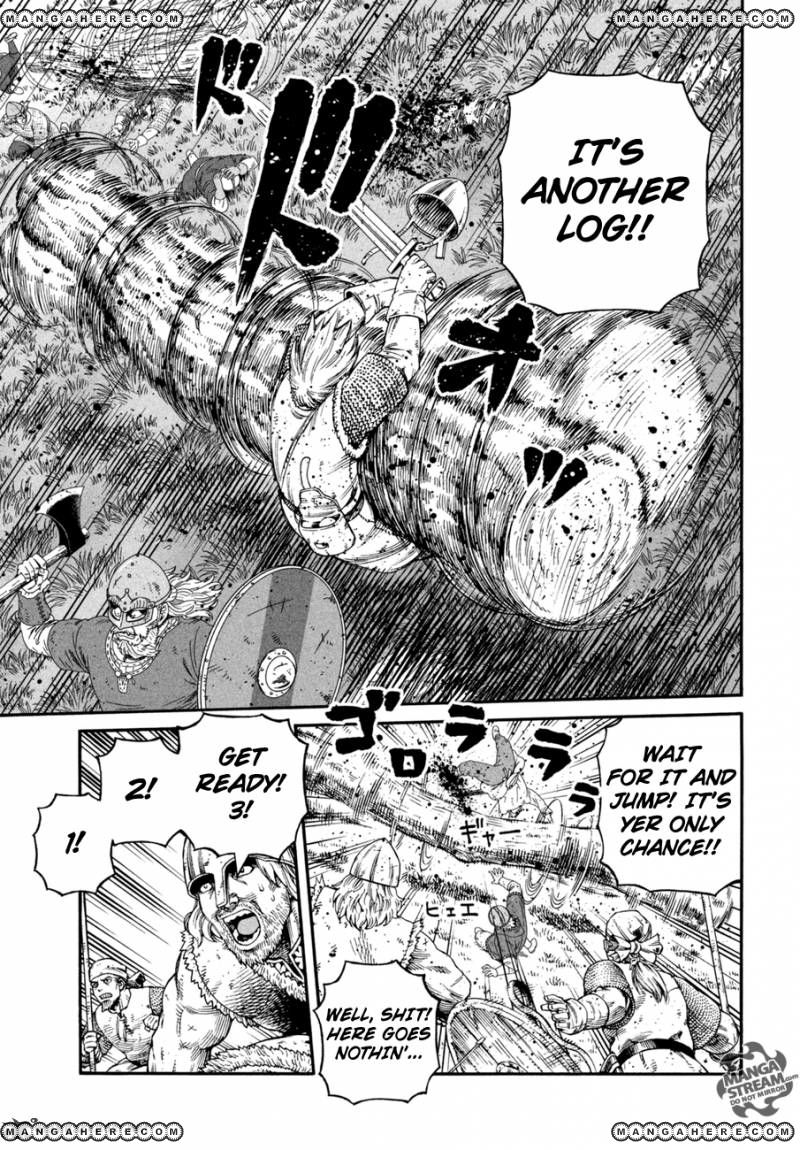 MANGAHERE.COM
MANGAHERE.COM
IT'S
ANOTHER
LOG!!
ドドオッ
WAIT
FOR IT AND
JUMP! IT'S
YER ONLY
CHANCE!!
ゴロラララ
ギャー
ヒェエ
WELL, SHIT!
HERE GOES
NOTHIN'...
GET
READY!
3!
2!
1!
MANGA
STREAM.com
DO NOT MIRROR
MANGAHERE.COM
MANGAHERE.COM